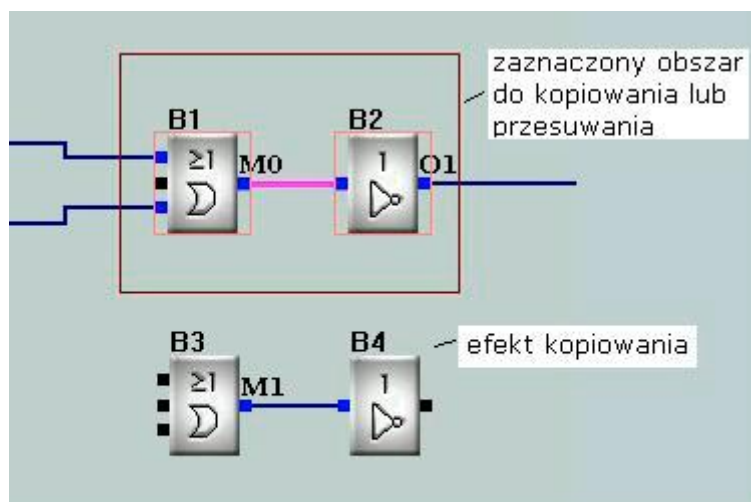 zaznaczony obszar
do kopiowania lub
przesuwania
B1
B2
≥1
M0
1
O1
B3
B4
efekt kopiowania
≥1
M1
1